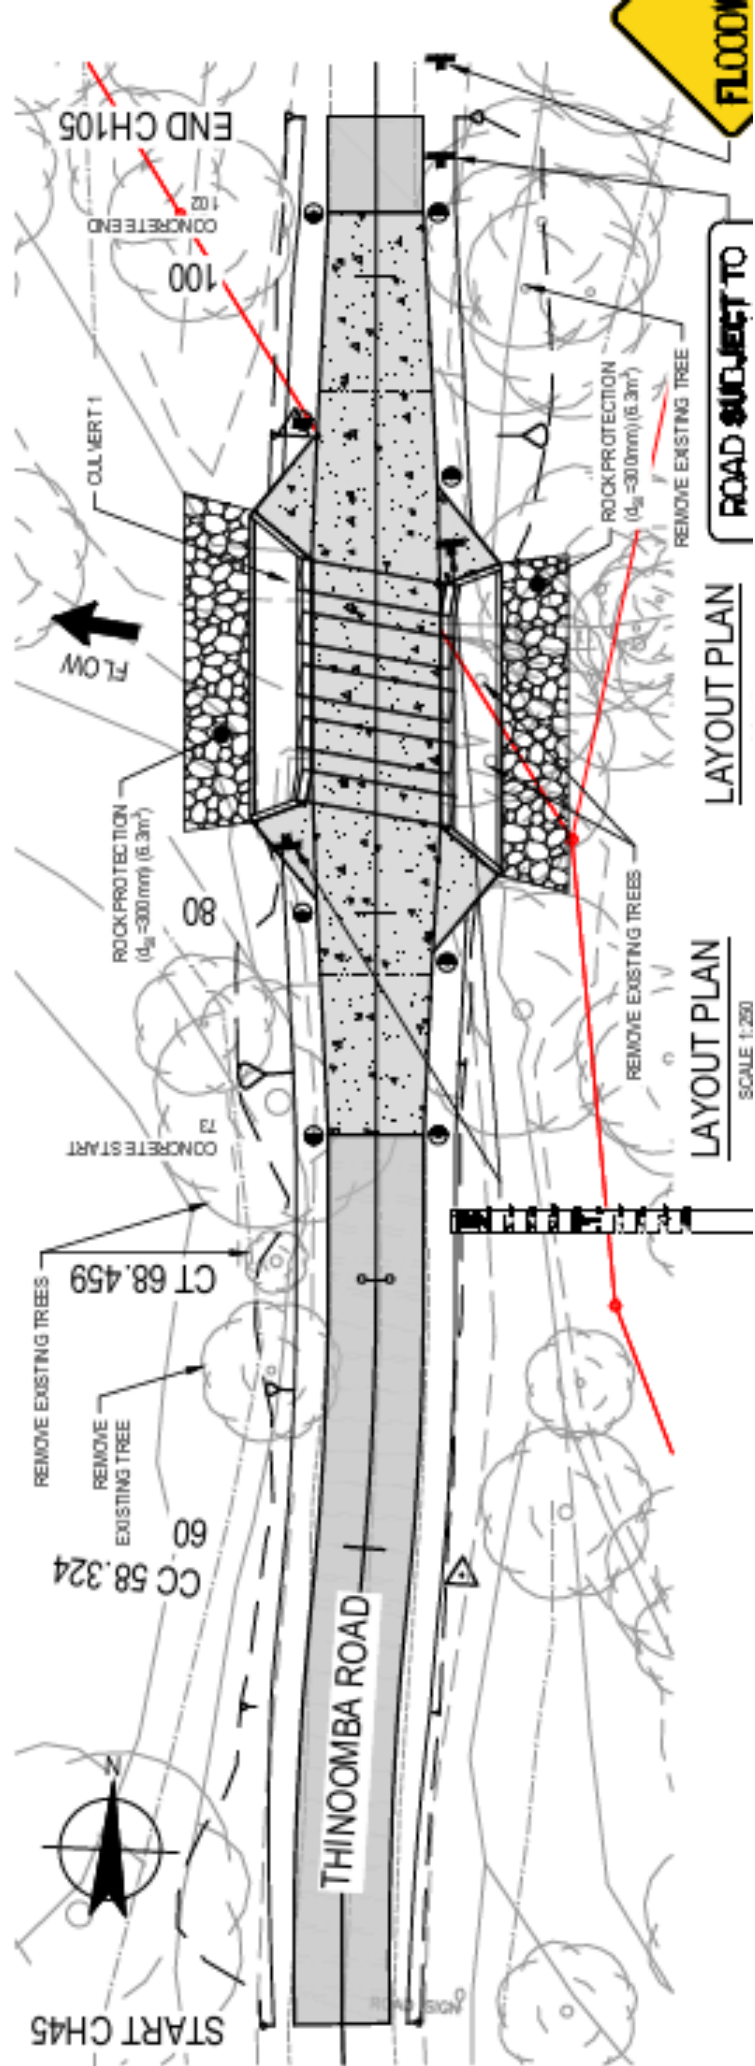 FLOODW
END CH105
CONCRETE END
102
100
CULVERT 1
ROAD SUBJECT TO
ROCK PROTECTION
(d50 =300mm) (6.3m³)
REMOVE EXISTING TREE
FLOW
LAYOUT PLAN
ROCK PROTECTION
(d50 =300mm) (6.3m³)
80
REMOVE EXISTING TREES
LAYOUT PLAN
SCALE 1:250
CONCRETE START
73
REMOVE EXISTING TREES
CT 68.459
REMOVE
EXISTING TREE
60
CC 58.324
THINOOMBA ROAD
N
ROAD SIGN
START CH45